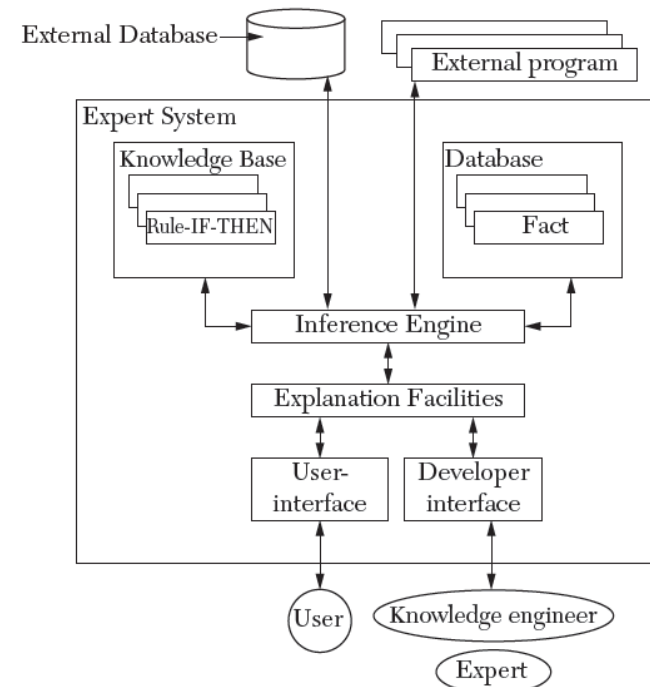 External Database
External program
Expert System
Knowledge Base
Rule-IF-THEN
Database
Fact
Inference Engine
Explanation Facilities
User-
interface
Developer
interface
User
Knowledge engineer
Expert